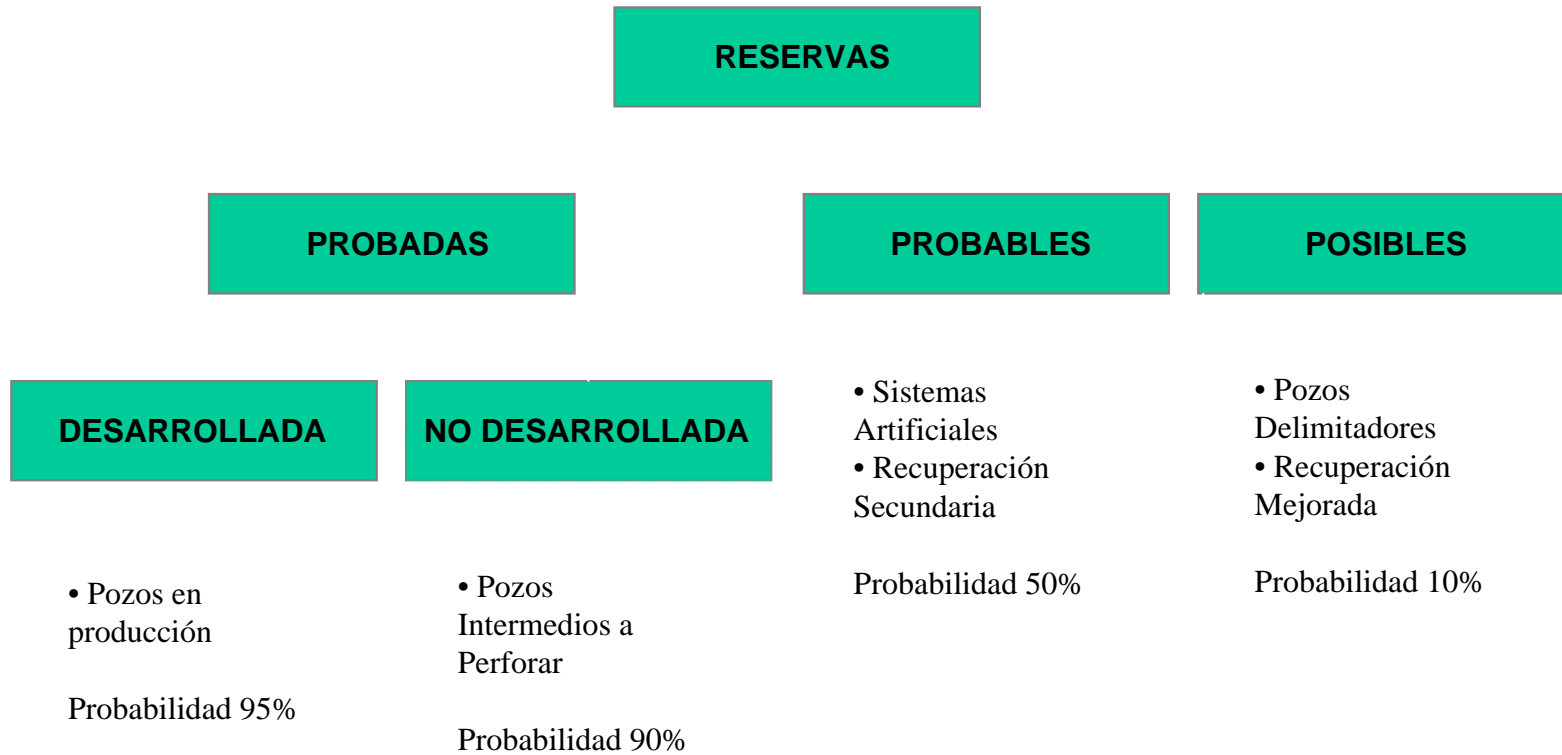 RESERVAS
PROBADAS
PROBABLES
POSIBLES
DESARROLLADA
NO DESARROLLADA
• Pozos en
producción
Probabilidad 95%
• Pozos
Intermedios a
Perforar
Probabilidad 90%
• Sistemas
Artificiales
• Recuperación
Secundaria
Probabilidad 50%
• Pozos
Delimitadores
• Recuperación
Mejorada
Probabilidad 10%